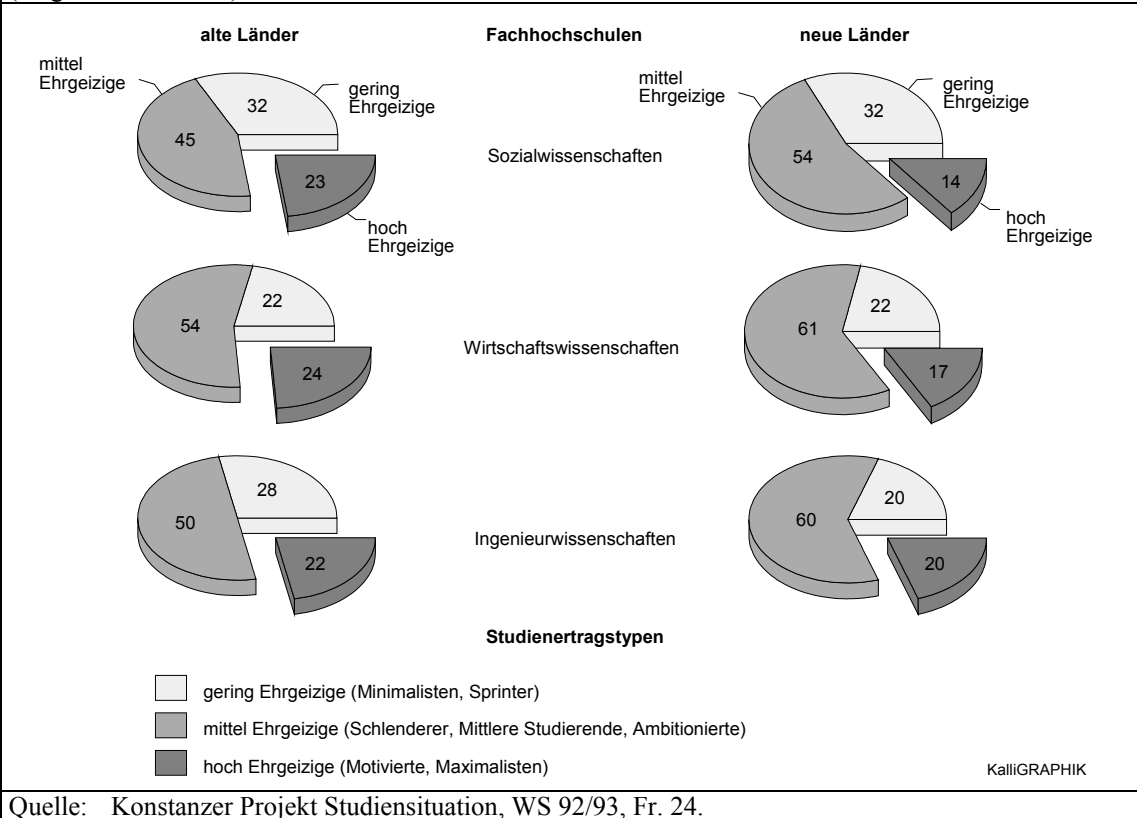 alte Länder Fachhochschulen neue Länder
mittel
Ehrgeizige
32
gering
Ehrgeizige
45
23
hoch
Ehrgeizige
Sozialwissenschaften
mittel
Ehrgeizige
32
gering
Ehrgeizige
54
14
hoch
Ehrgeizige
22
54
24
Wirtschaftswissenschaften
22
61
17
28
50
22
Ingenieurwissenschaften
20
60
20
Studienertragstypen
gering Ehrgeizige (Minimalisten, Sprinter)
mittel Ehrgeizige (Schlenderer, Mittlere Studierende, Ambitionierte)
hoch Ehrgeizige (Motivierte, Maximalisten)
KalliGRAPHIK
Quelle: Konstanzer Projekt Studiensituation, WS 92/93, Fr. 24.